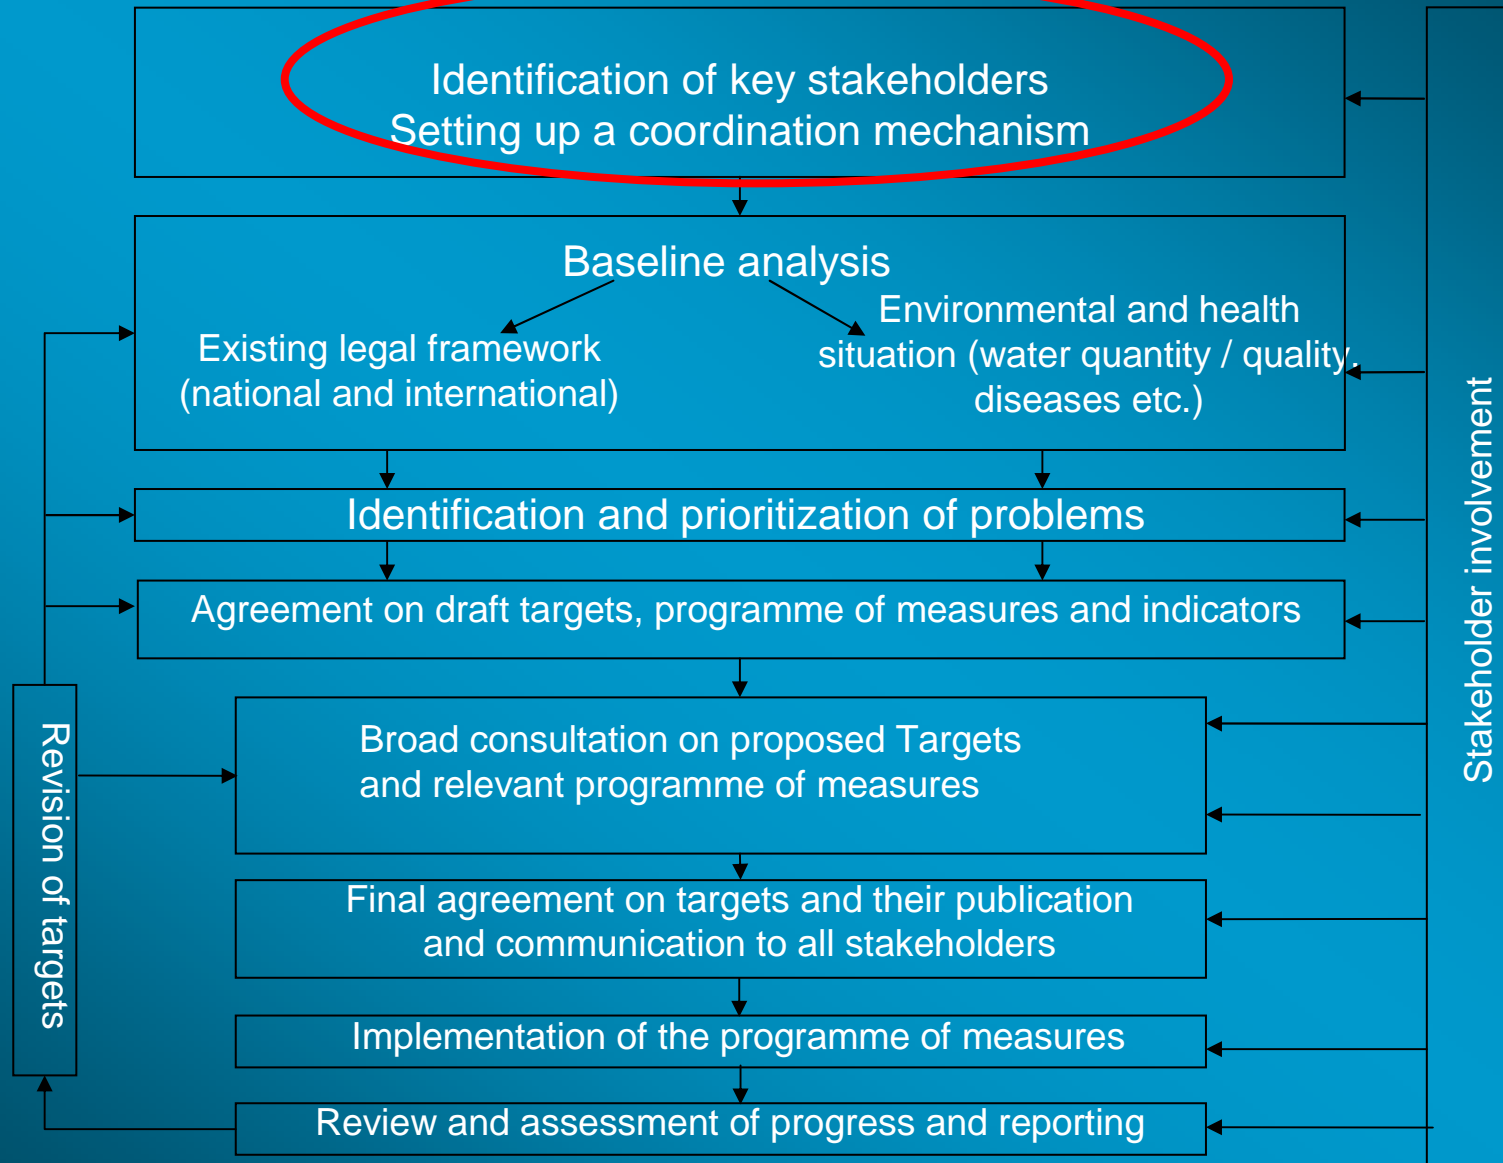 Identification of key stakeholders
Setting up a coordination mechanism
Baseline analysis
Existing legal framework
(national and international)
Environmental and health
situation (water quantity / quality,
diseases etc.)
Identification and prioritization of problems
Agreement on draft targets, programme of measures and indicators
Broad consultation on proposed Targets
and relevant programme of measures
Final agreement on targets and their publication
and communication to all stakeholders
Implementation of the programme of measures
Review and assessment of progress and reporting
Revision of targets
Stakeholder involvement